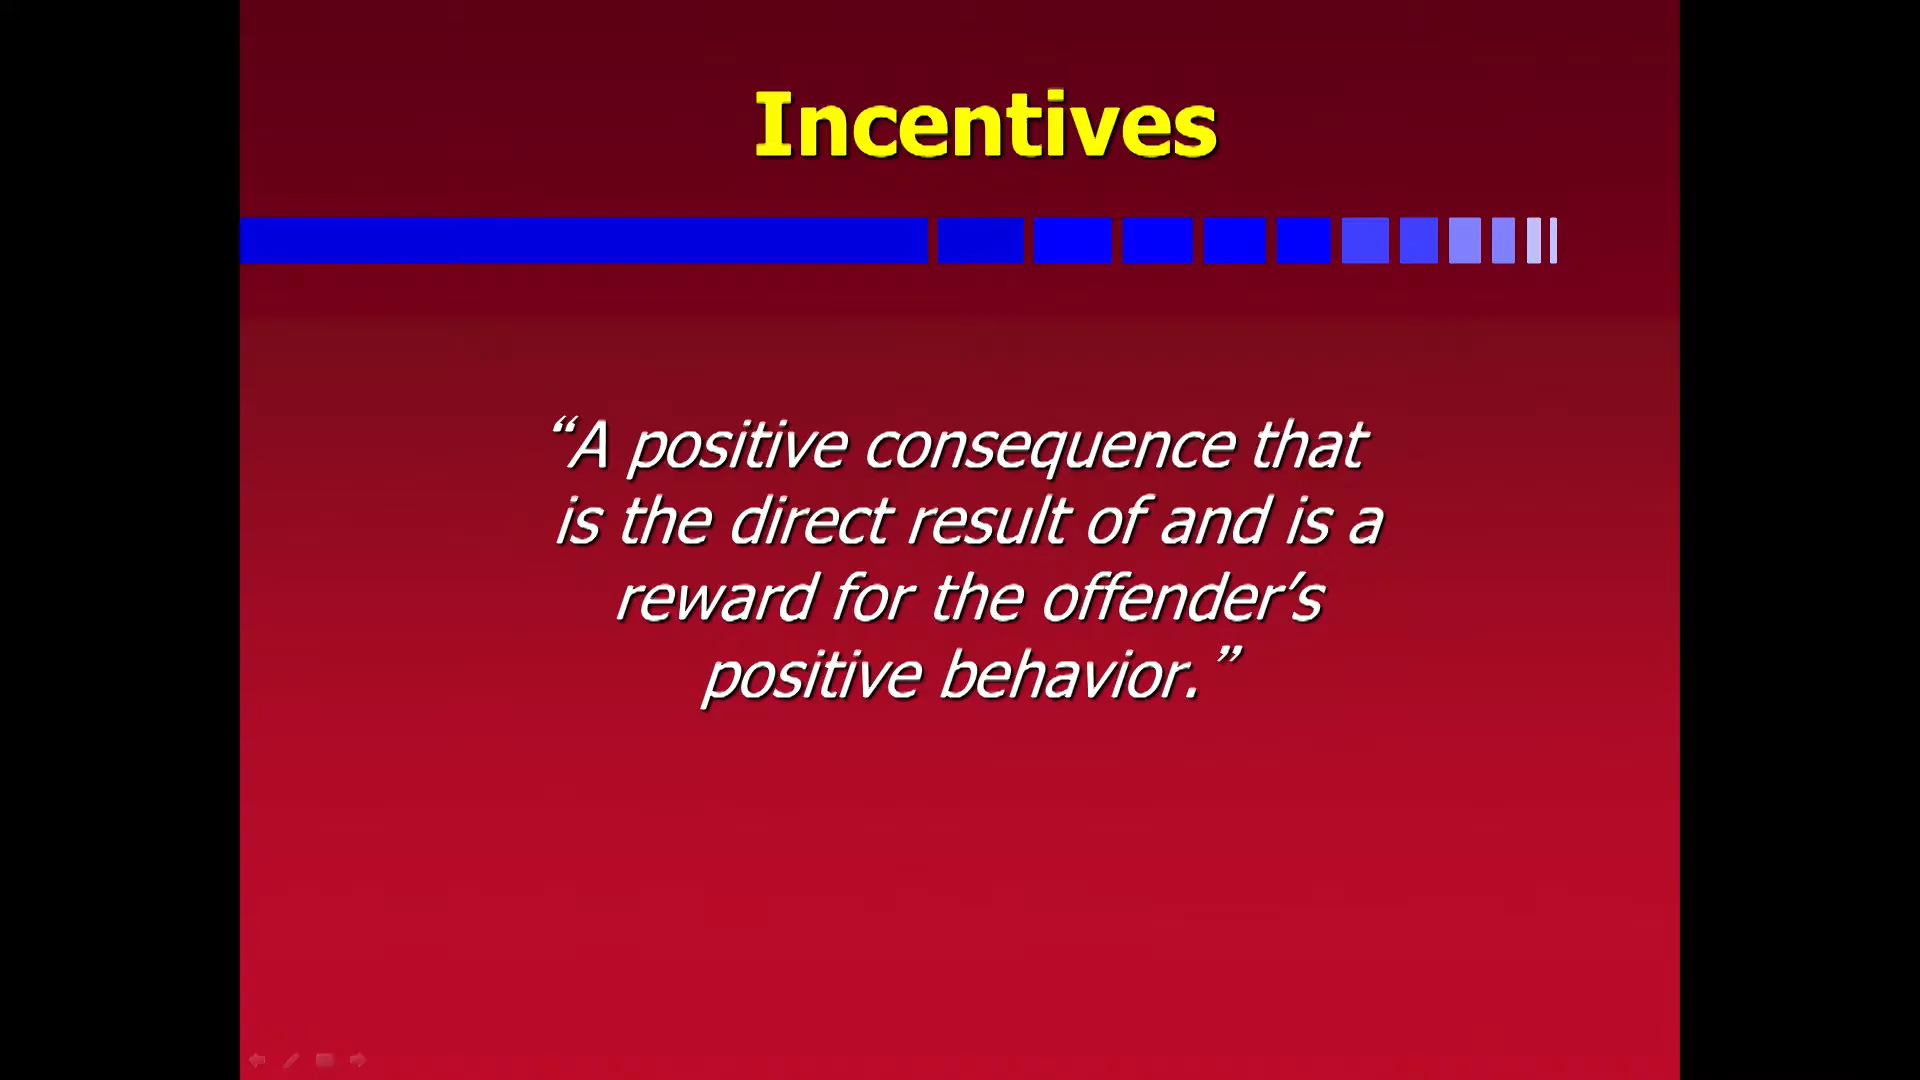 Incentives
“A positive consequence that
is the direct result of and is a
reward for the offender’s
positive behavior.”